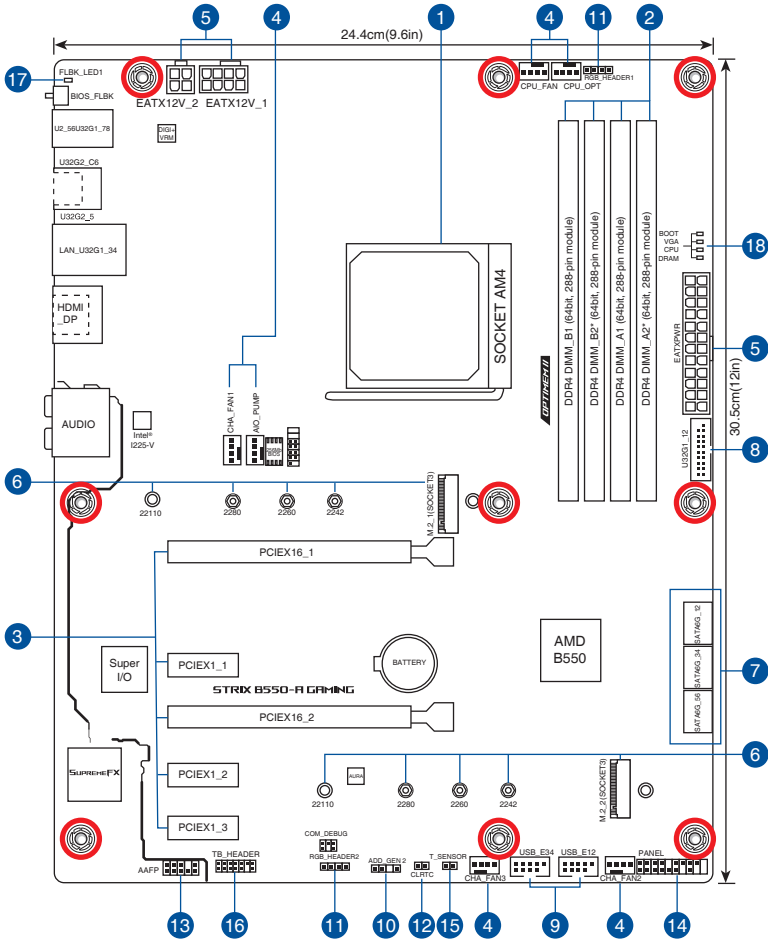 5
4
1
11
2
24.4cm(9.6in)
4
17
FLBK_LED1
BIOS_FLBK
EATX12V_2
EATX12V_1
CPU_FAN
CPU_OPT
RGB_HEADER1
U2_56U32G1_78
DIGI+
VRM
U32G2_C6
U32G2_5
LAN_U32G1_34
HDMI
_DP
AUDIO
Intel®
I225-V
CHA_FAN1
AIO_PUMP
256Mb
BIOS
SOCKET AM4
OPTIMEM II
DDR4 DIMM_B1 (64bit, 288-pin module)
DDR4 DIMM_B2* (64bit, 288-pin module)
DDR4 DIMM_A1 (64bit, 288-pin module)
DDR4 DIMM_A2* (64bit, 288-pin module)
BOOT
VGA
CPU
DRAM
18
EATXPWR
5
30.5cm(12in)
U32G1_12
8
6
22110
2280
2260
2242
M.2_1(SOCKET3)
PCIEX16_1
3
Super
I/O
PCIEX1_1
BATTERY
AMD
B550
SATA6G_12
SATA6G_34
SATA6G_56
7
STRIX B550-A GAMING
PCIEX16_2
SUPREMEFX
PCIEX1_2
AURA
6
22110
2280
2260
2242
M.2_2(SOCKET3)
PCIEX1_3
COM_DEBUG
AAFP
TB_HEADER
RGB_HEADER2
ADD_GEN 2
CLRTC
T_SENSOR
CHA_FAN3
USB_E34
USB_E12
CHA_FAN2
PANEL
13
16
11
10
12
15
4
9
4
14